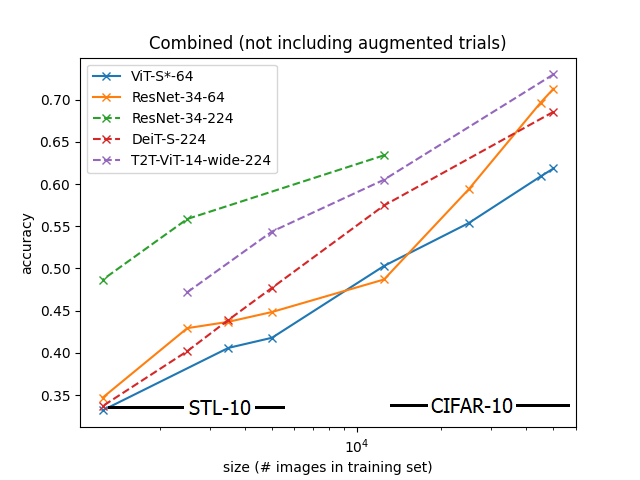 Combined (not including augmented trials)
ViT-S*-64
ResNet-34-64
ResNet-34-224
DeiT-S-224
T2T-ViT-14-wide-224
accuracy
0.70
0.65
0.60
0.55
0.50
0.45
0.40
0.35
STL-10
CIFAR-10
10⁴
size (# images in training set)